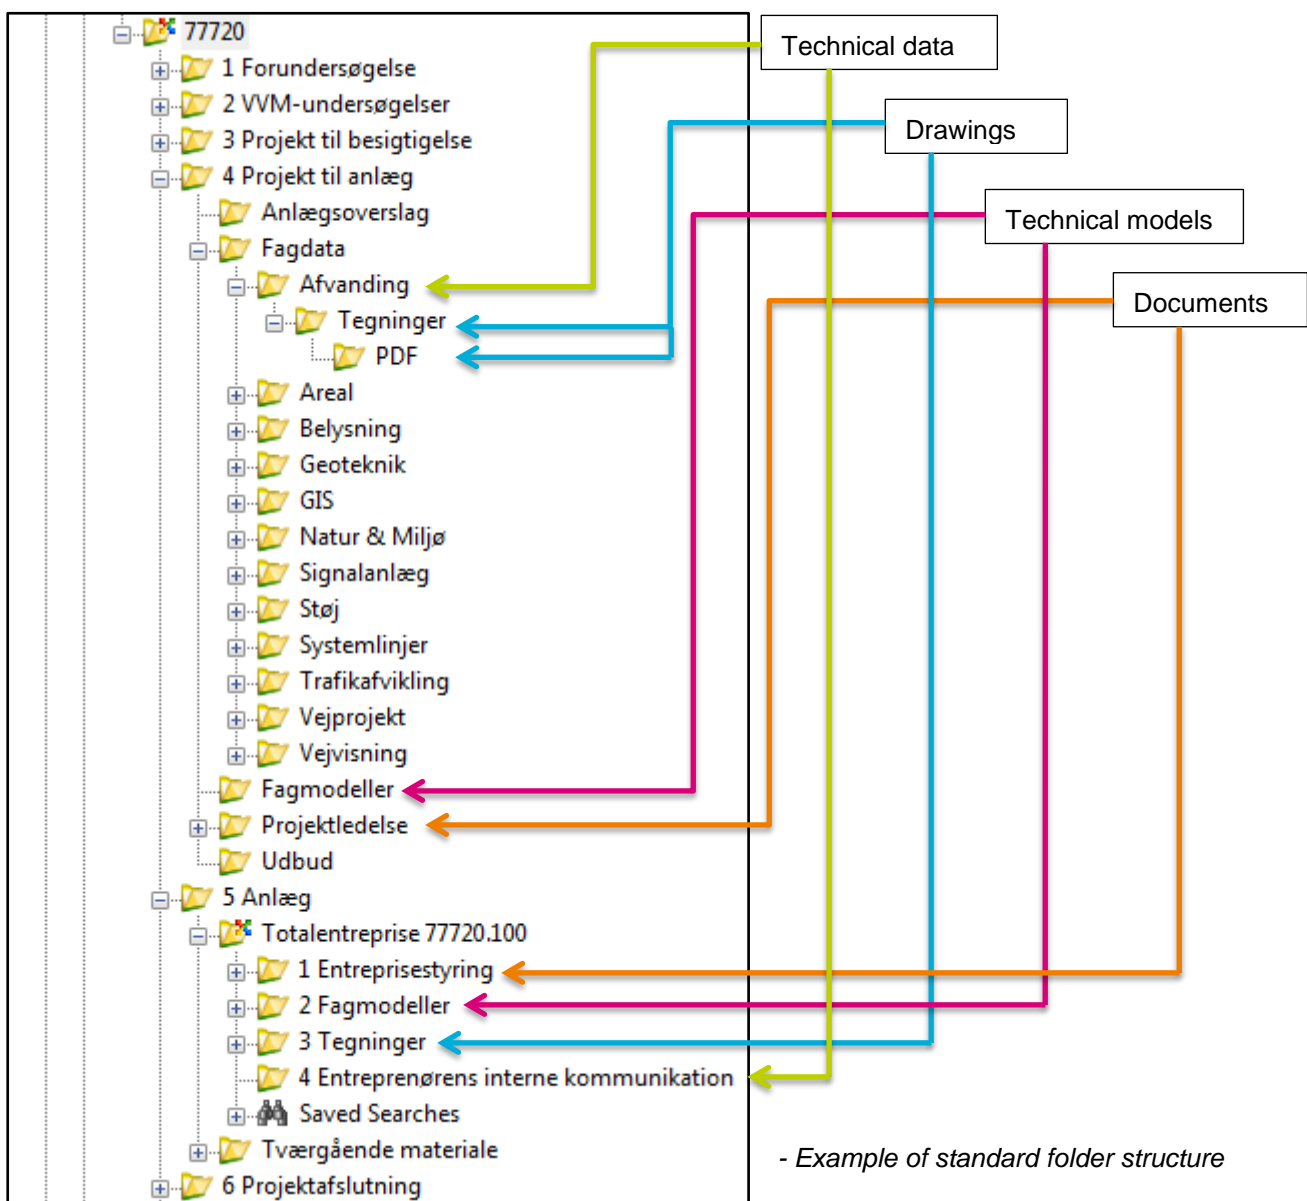 77720
1 Forundersøgelse
2 VVM-undersøgelser
3 Projekt til besigtigelse
4 Projekt til anlæg
Anlægsoverslag
Fagdata
Afvanding
Tegninger
PDF
Areal
Belysning
Geoteknik
GIS
Natur & Miljø
Signalanlæg
Støj
Systemlinjer
Trafikafvikling
Vejprojekt
Vejvisning
Fagmodeller
Projektledelse
Udbud
5 Anlæg
Totalentreprise 77720.100
1 Entreprisestyring
2 Fagmodeller
3 Tegninger
4 Entreprenørens interne kommunikation
Saved Searches
Tværgående materiale
6 Projektafslutning
Technical data
Drawings
Technical models
Documents
- Example of standard folder structure